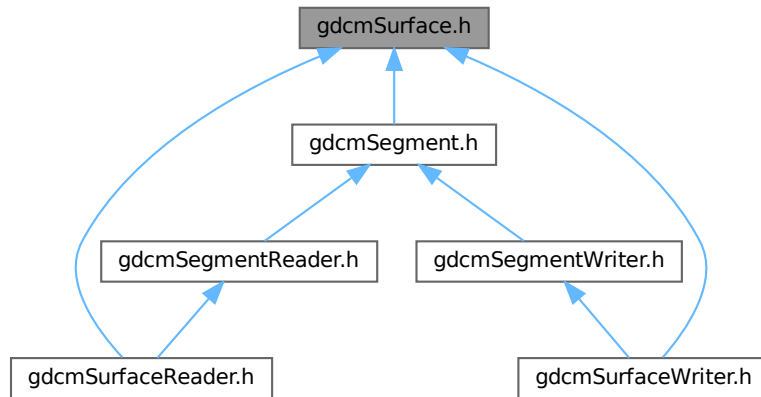 gdcmSurface.h
gdcmSegment.h
gdcmSegmentReader.h
gdcmSegmentWriter.h
gdcmSurfaceReader.h
gdcmSurfaceWriter.h